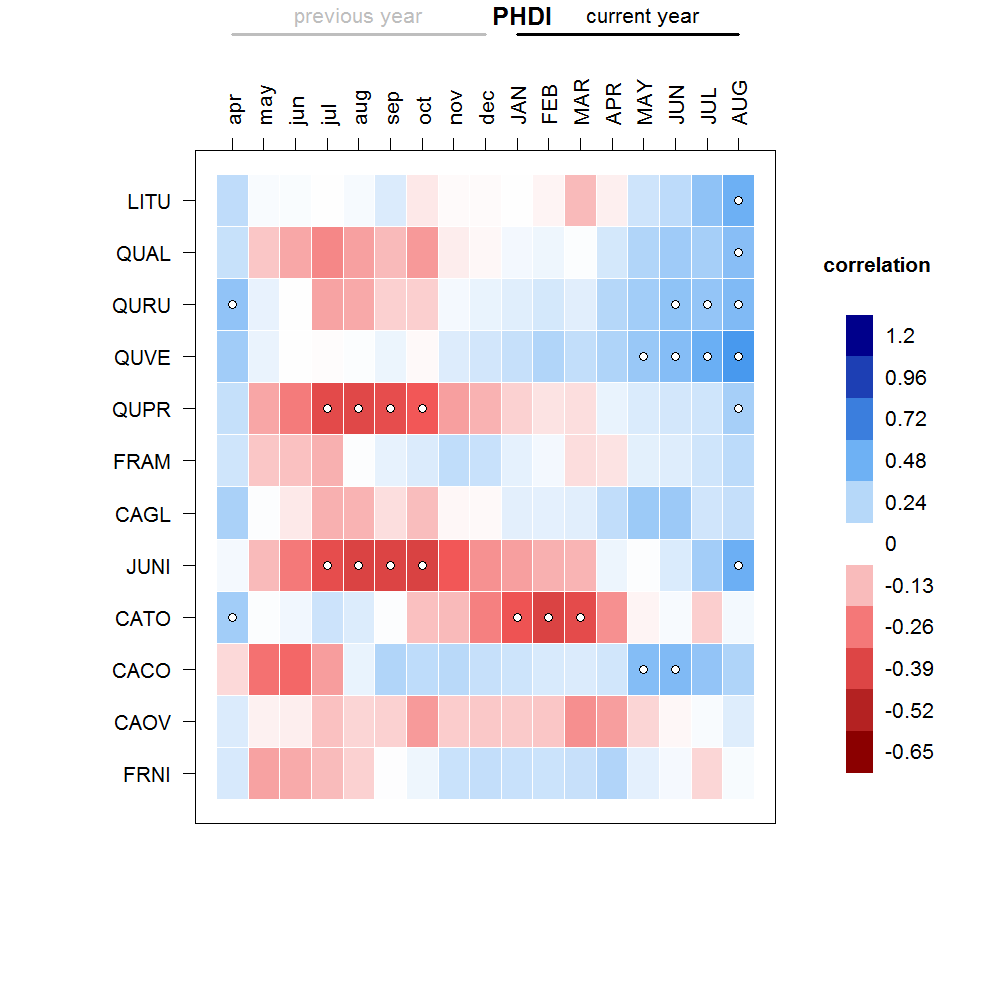 previous year PHDI current year
apr may jun jul aug sep oct nov dec JAN FEB MAR APR MAY JUN JUL AUG
LITU
QUAL
QURU
QUVE
QUPR
FRAM
CAGL
JUNI
CATO
CACO
CAOV
FRNI
correlation
1.2
0.96
0.72
0.48
0.24
0
-0.13
-0.26
-0.39
-0.52
-0.65